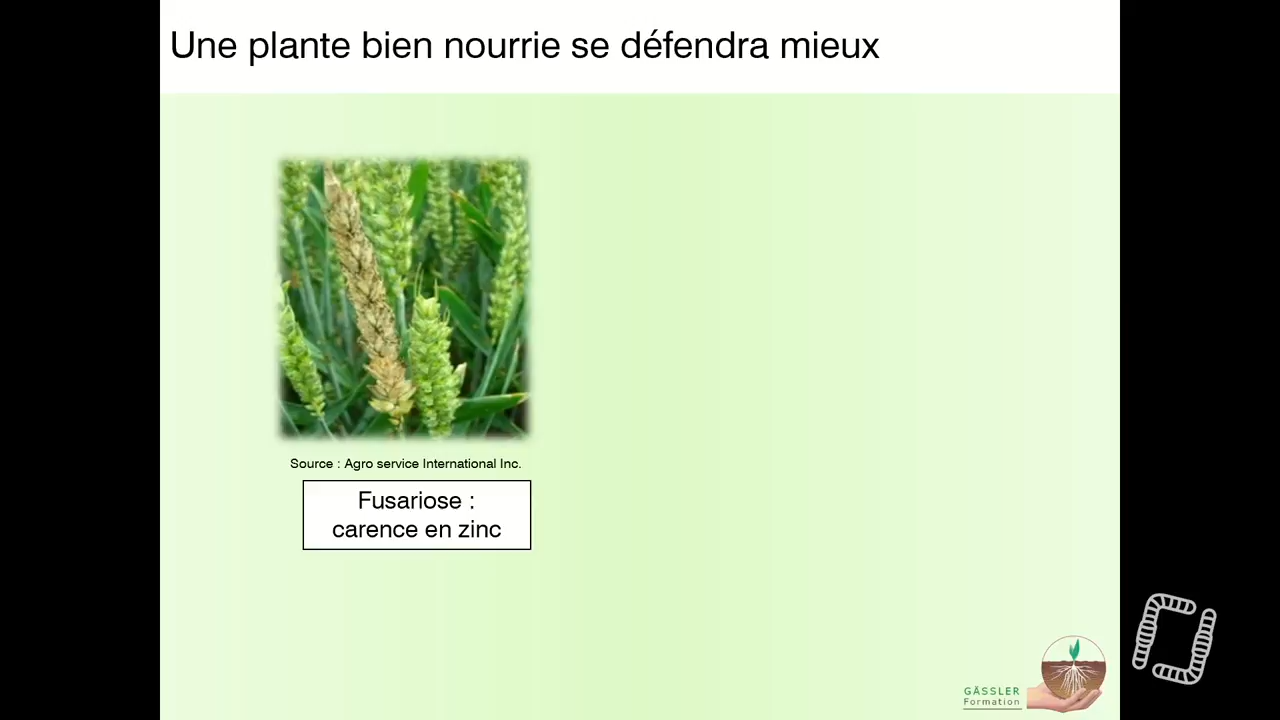 Une plante bien nourrie se défendra mieux
Source : Agro service International Inc.
Fusariose :
carence en zinc
GÄSSLER
Formation